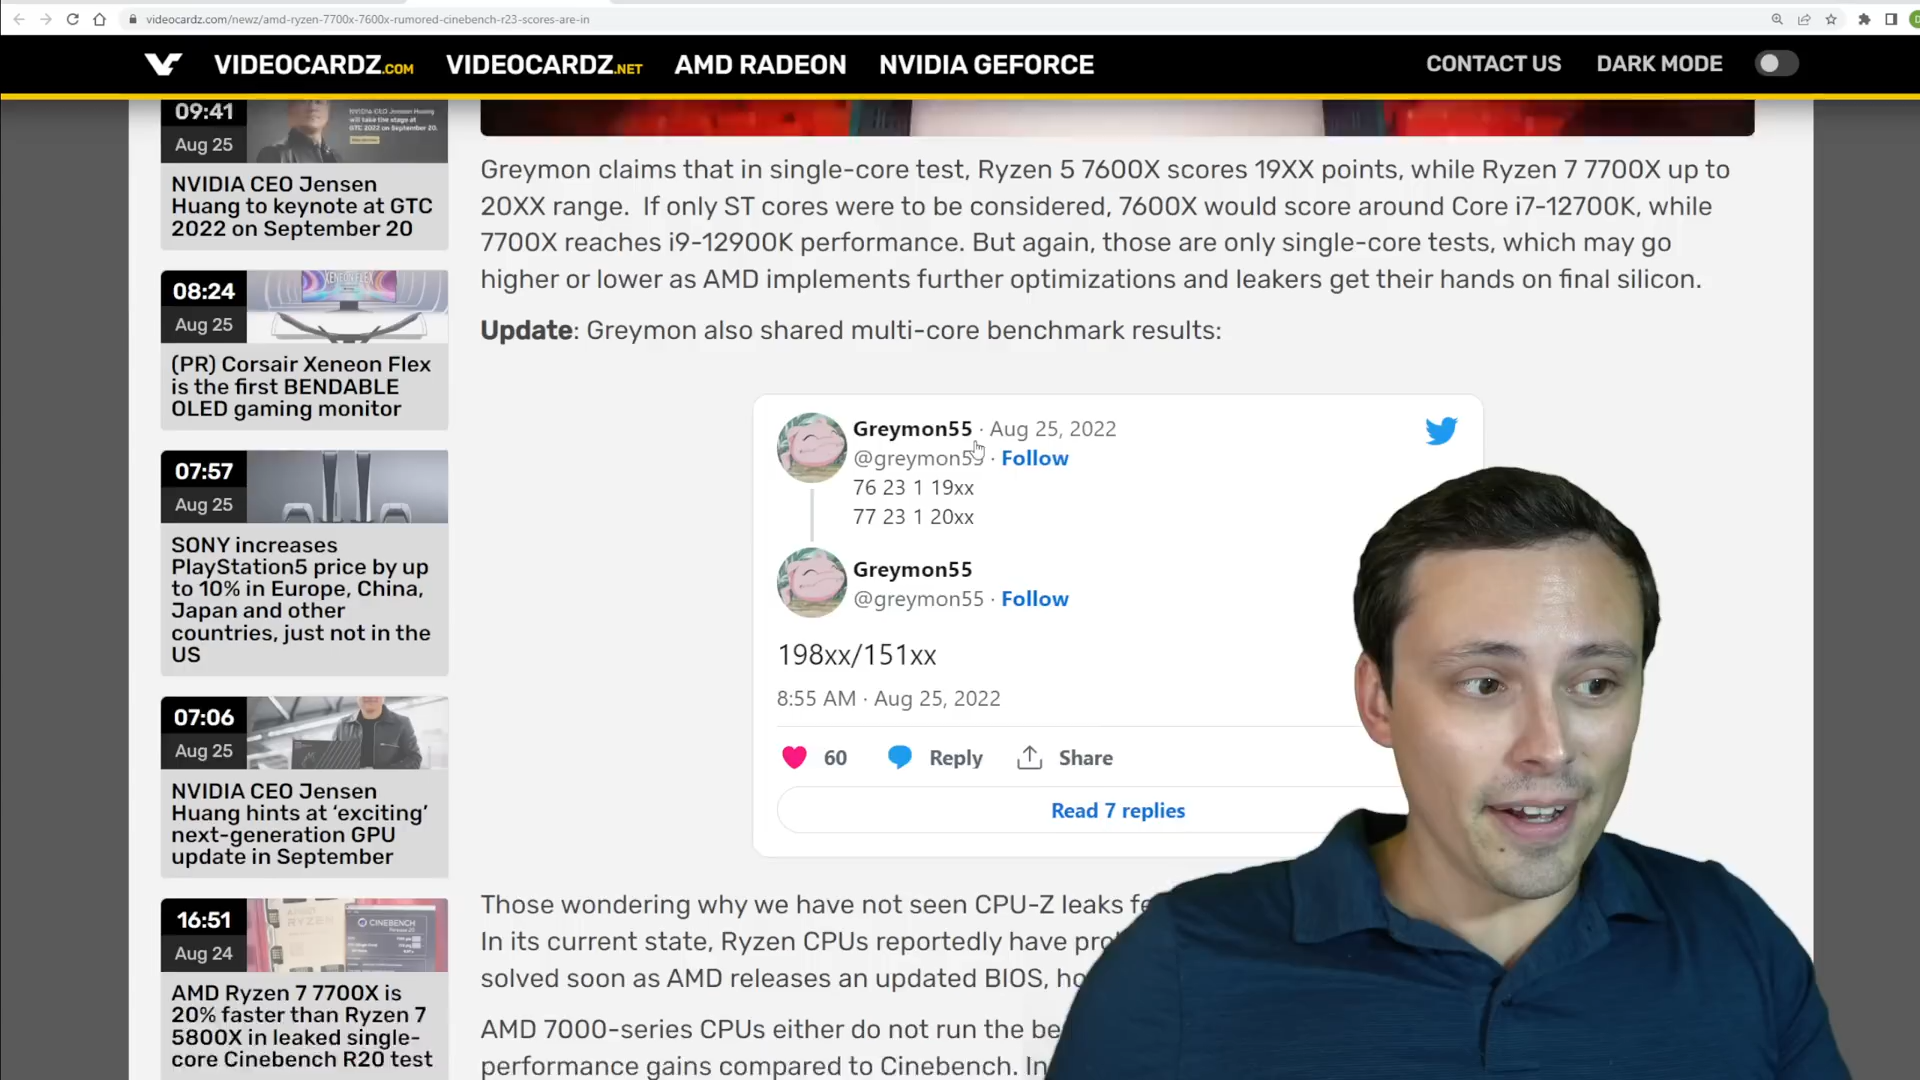 videocardz.com/newz/amd-ryzen-7700x-7600x-rumored-cinebench-r23-scores-are-in
VIDEOCARDZ.COM VIDEOCARDZ.NET AMD RADEON NVIDIA GEFORCE CONTACT US DARK MODE
09:41
Aug 25
NVIDIA CEO Jensen
Huang to keynote at GTC
2022 on September 20
08:24
Aug 25
XENEON FLEX
(PR) Corsair Xeneon Flex
is the first BENDABLE
OLED gaming monitor
07:57
Aug 25
SONY increases
PlayStation5 price by up
to 10% in Europe, China,
Japan and other
countries, just not in the
US
07:06
Aug 25
NVIDIA CEO Jensen
Huang hints at ‘exciting’
next-generation GPU
update in September
16:51
Aug 24
CINEBENCH
AMD Ryzen 7 7700X is
20% faster than Ryzen 7
5800X in leaked single-
core Cinebench R20 test
Greymon claims that in single-core test, Ryzen 5 7600X scores 19XX points, while Ryzen 7 7700X up to
20XX range. If only ST cores were to be considered, 7600X would score around Core i7-12700K, while
7700X reaches i9-12900K performance. But again, those are only single-core tests, which may go
higher or lower as AMD implements further optimizations and leakers get their hands on final silicon.
Update: Greymon also shared multi-core benchmark results:
Greymon55 · Aug 25, 2022
@greymon55 · Follow
76 23 1 19xx
77 23 1 20xx
Greymon55
@greymon55 · Follow
198xx/151xx
8:55 AM · Aug 25, 2022
60 Reply Share
Read 7 replies
Those wondering why we have not seen CPU-Z leaks
In its current state, Ryzen CPUs reportedly have
solved soon as AMD releases an updated BIOS,
AMD 7000-series CPUs either do not run the
performance gains compared to Cinebench. In